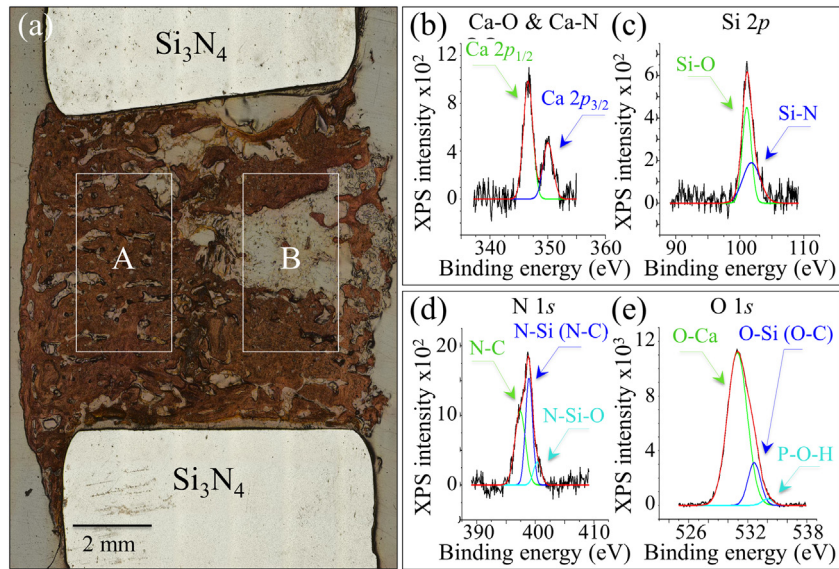 (a)
Si₃N₄
A
B
Si₃N₄
2 mm
(b) Ca-O & Ca-N
Ca 2p₁/₂
Ca 2p₃/₂
XPS intensity x10²
12
8
4
0
340
350
360
Binding energy (eV)
(c) Si 2p
Si-O
Si-N
XPS intensity x10²
6
4
2
0
90
100
110
Binding energy (eV)
(d) N 1s
N-C
N-Si (N-C)
N-Si-O
XPS intensity x10²
20
10
0
390
400
410
Binding energy (eV)
(e) O 1s
O-Ca
O-Si (O-C)
P-O-H
XPS intensity x10³
12
8
4
0
526
532
538
Binding energy (eV)